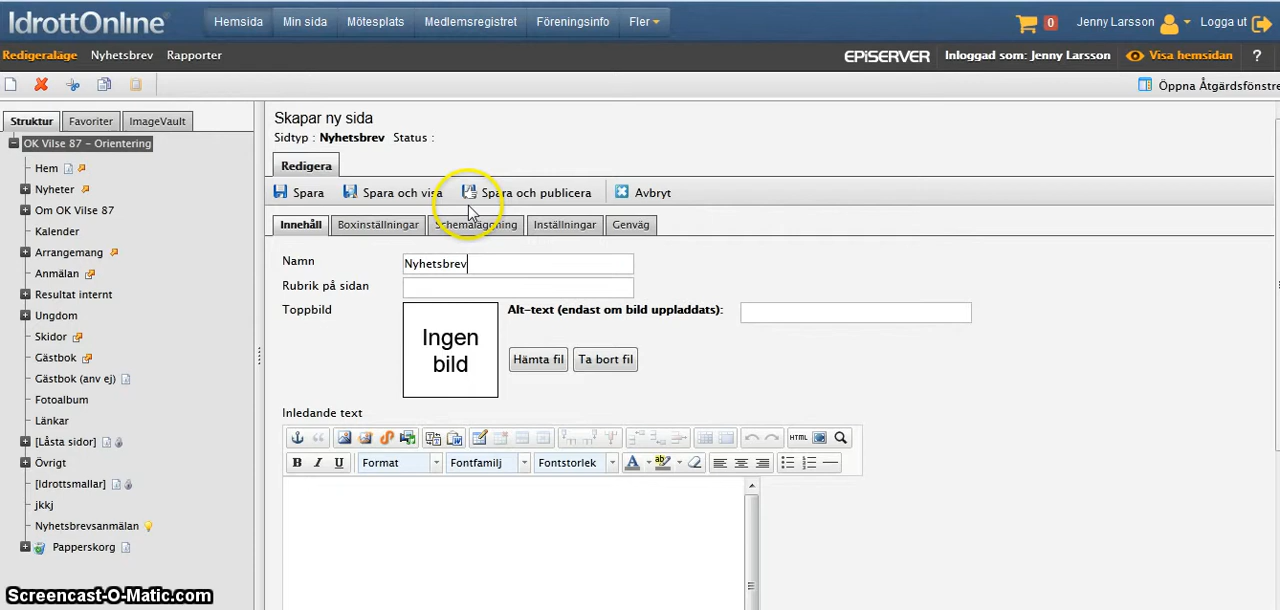 IdrottOnline Hemsida Min sida Mötesplats Medlemsregistret Föreningsinfo Fler 0 Jenny Larsson Logga ut
Redigeraläge Nyhetsbrev Rapporter EPISERVER Inloggad som: Jenny Larsson Visa hemsidan ?
Öppna Åtgärdsfönstre
Struktur Favoriter ImageVault
OK Vilse 87 - Orientering
Hem
Nyheter
Om OK Vilse 87
Kalender
Arrangemang
Anmälan
Resultat internt
Ungdom
Skidor
Gästbok
Gästbok (anv ej)
Fotoalbum
Länkar
[Låsta sidor]
Övrigt
[Idrottsmallar]
jkkj
Nyhetsbrevsanmälan
Papperskorg
Skapar ny sida
Sidtyp : Nyhetsbrev Status :
Redigera
Spara Spara och visa Spara och publicera Avbryt
Innehåll Boxinställningar Schemaläggning Inställningar Genväg
Namn Nyhetsbrev
Rubrik på sidan
Toppbild Ingen bild Alt-text (endast om bild uppladdats):
Hämta fil Ta bort fil
Inledande text
HTML
B I U Format Fontfamilj Fontstorlek A ab
Screencast-O-Matic.com